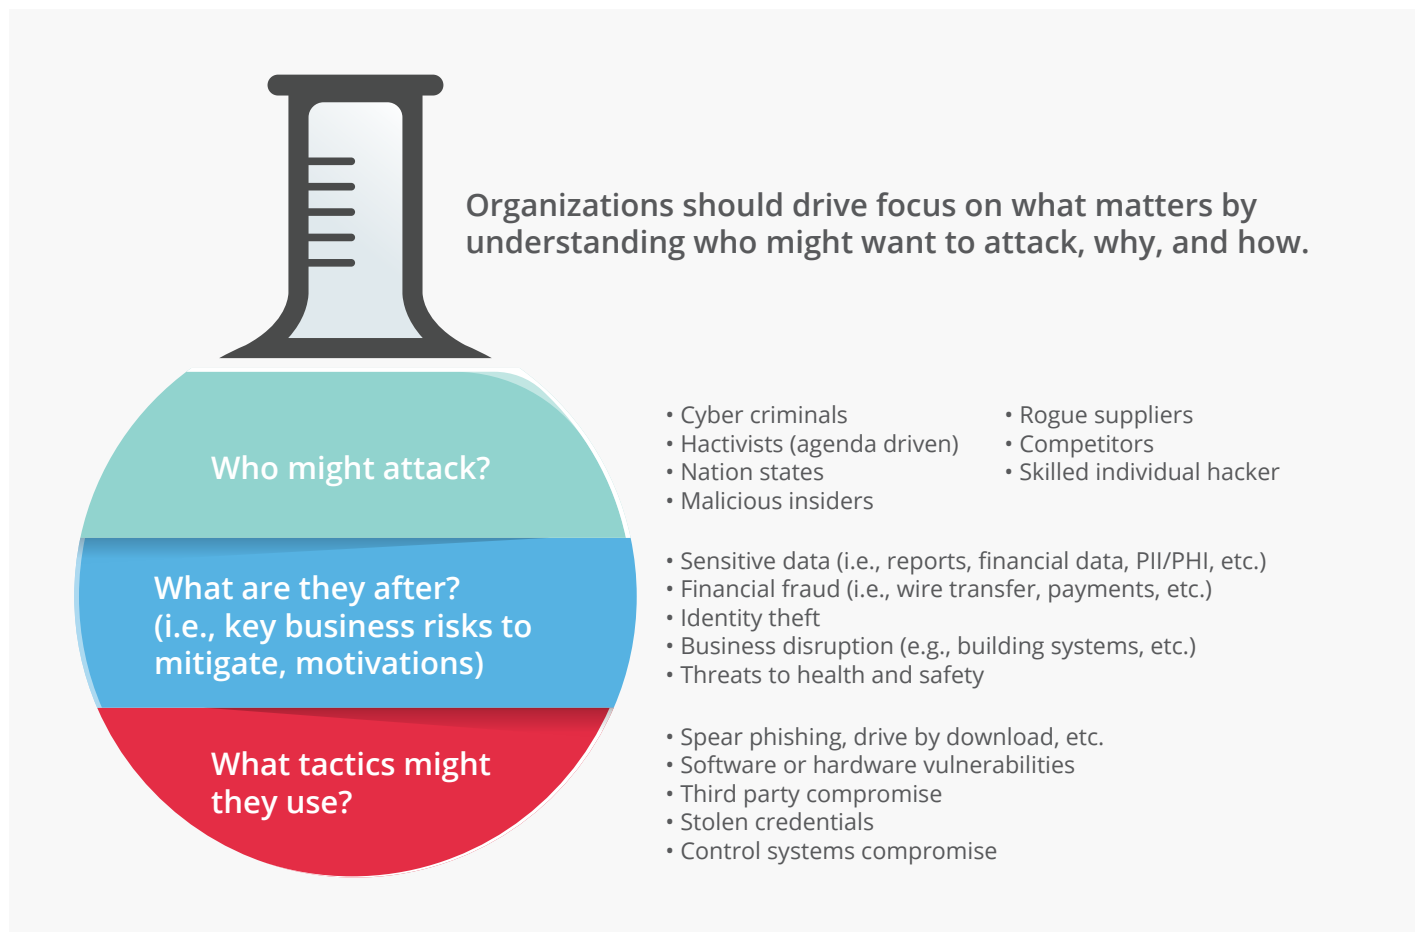 Organizations should drive focus on what matters by
understanding who might want to attack, why, and how.
Who might attack?
• Cyber criminals
• Hactivists (agenda driven)
• Nation states
• Malicious insiders
• Rogue suppliers
• Competitors
• Skilled individual hacker
What are they after?
(i.e., key business risks to
mitigate, motivations)
• Sensitive data (i.e., reports, financial data, PII/PHI, etc.)
• Financial fraud (i.e., wire transfer, payments, etc.)
• Identity theft
• Business disruption (e.g., building systems, etc.)
• Threats to health and safety
What tactics might
they use?
• Spear phishing, drive by download, etc.
• Software or hardware vulnerabilities
• Third party compromise
• Stolen credentials
• Control systems compromise